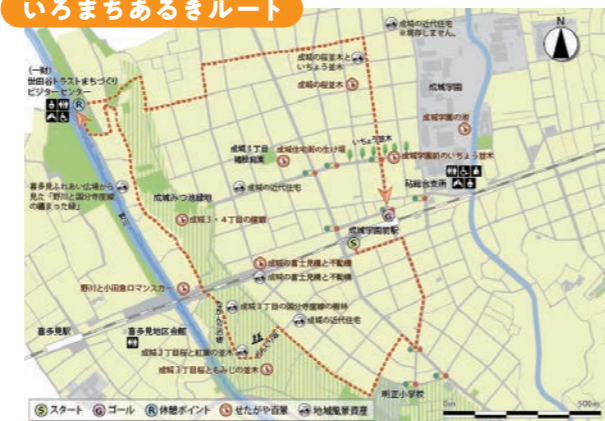 いろまちあるきルート
成城の近代住宅
※現存しません。
N
(一財)
世田谷トラストまちづくり
ビジターセンター
R
成城の桜並木と
いちょう並木
成城の桜並木
成城学園
成城学園の池
いちょう並木
成城5丁目
猪股庭園
成城住宅街の生け垣
成城学園前のいちょう並木
砧総合支所
喜多見ふれあい広場から
見た「野川と国分寺崖線
の纏まった緑」
成城みつ池緑地
成城の近代住宅
成城3・4丁目の崖線
G
成城学園前駅
S
野川
成城の富士見橋と不動橋
成城の富士見橋と不動橋
野川と小田急ロマンスカー
成城3丁目の国分寺崖線の樹林
成城の近代住宅
喜多見駅
喜多見地区会館
成城3丁目桜と紅葉の並木
成城3丁目桜ともみじの並木
明正小学校
S スタート G ゴール R 休憩ポイント せたがや百景 地域風景資産
0m 500m